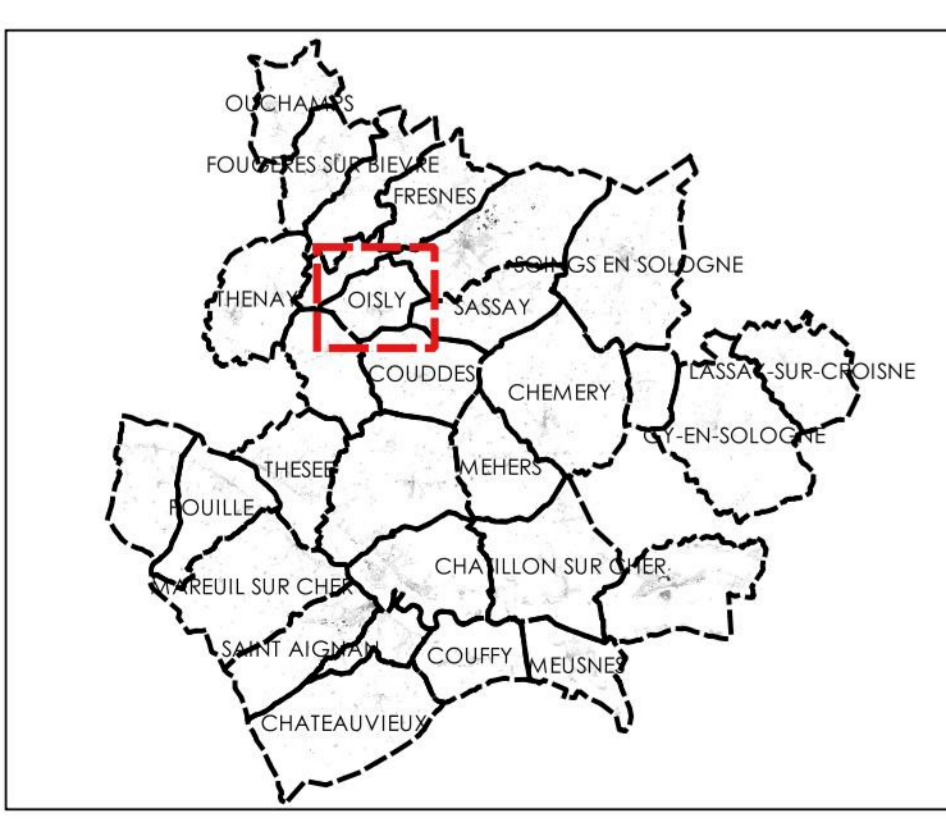 OUCHAMPS
FOUGERES SUR BIEVRE
FRESNES
SOINGS EN SOLOGNE
THENAY
OISLY
SASSAY
COUDDES
LASSAY-SUR-CROISNE
CHEMERY
GY-EN-SOLOGNE
THESEE
MEHERS
POUILLE
CHATILLON SUR CHER
MAREUIL SUR CHER
SAINT AIGNAN
COUFFY
MEUSNES
CHATEAUVIEUX